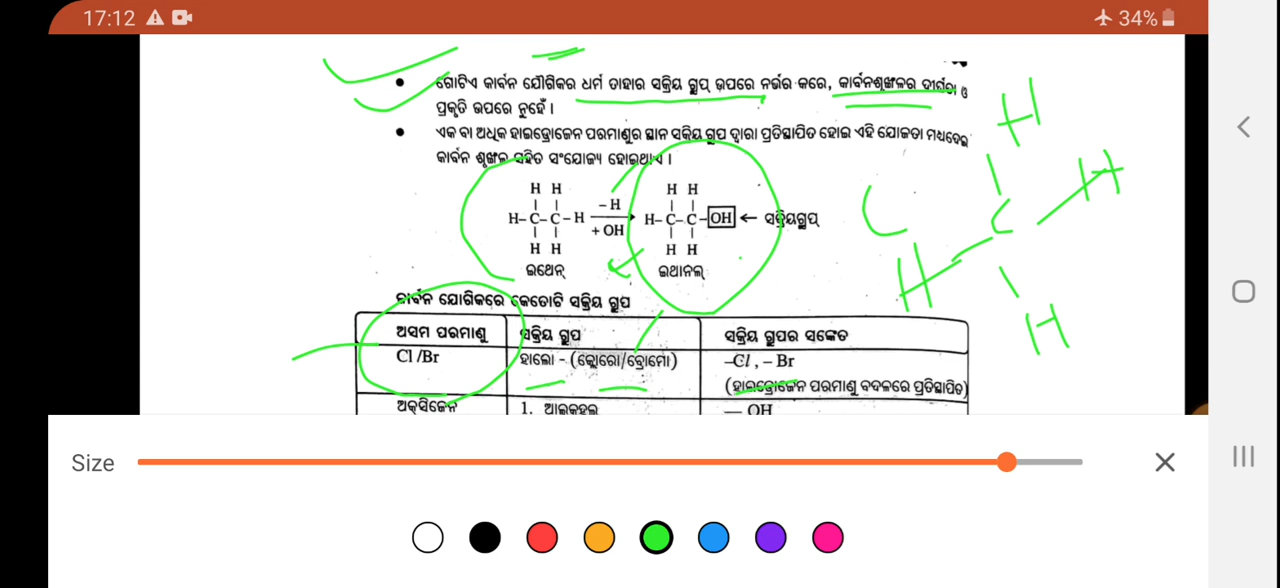 17:12
34%
• ଗୋଟିଏ କାର୍ବନ ଯୌଗିକର ଧର୍ମ ତାହାର ସକ୍ରିୟ ଗ୍ରୁପ୍ ଉପରେ ନିର୍ଭର କରେ, କାର୍ବନଶୃଙ୍ଖଳର ଦୀର୍ଘତା ଓ
ପ୍ରକୃତି ଉପରେ ନୁହେଁ ।
• ଏକ ବା ଅଧିକ ହାଇଡ୍ରୋଜେନ ପରମାଣୁର ସ୍ଥାନ ସକ୍ରିୟ ଗ୍ରୁପ ଦ୍ୱାରା ପ୍ରତିସ୍ଥାପିତ ହୋଇ ଏହି ଯୋଜତା ମଧ୍ୟଦେଇ
କାର୍ବନ ଶୃଙ୍ଖଳ ସହିତ ସଂଯୋଜ୍ୟ ହୋଇଥାଏ ।
H H H H
H–C–C–H –H H–C–C–OH ← ସକ୍ରିୟଗ୍ରୁପ୍
+ OH
H H H H
ଇଥେନ୍ ଇଥାନଲ୍
H
C C H
H
H
କାର୍ବନ ଯୌଗିକରେ କେତୋଟି ସକ୍ରିୟ ଗ୍ରୁପ
ଅସମ ପରମାଣୁ ସକ୍ରିୟ ଗ୍ରୁପ ସକ୍ରିୟ ଗ୍ରୁପର ସଙ୍କେତ
Cl /Br ହାଲୋ - (କ୍ଲୋରୋ/ବ୍ରୋମୋ) –Cl , – Br
(ହାଇଡ୍ରୋଜେନ ପରମାଣୁ ବଦଳରେ ପ୍ରତିସ୍ଥାପିତ)
ଅକ୍ସିଜେନ 1. ଆଲକହଲ — OH
Size